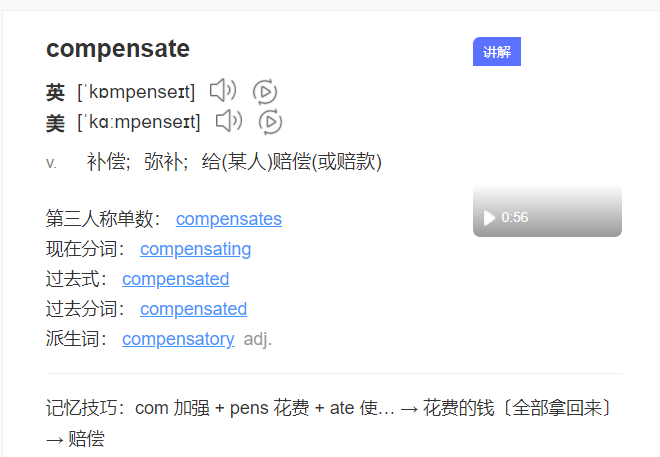 compensate
讲解
英 [ˈkɒmpenseɪt]
美 [ˈkɑːmpenseɪt]
v. 补偿；弥补；给(某人)赔偿(或赔款)
0:56
第三人称单数： compensates
现在分词： compensating
过去式： compensated
过去分词： compensated
派生词： compensatory adj.
记忆技巧：com 加强 + pens 花费 + ate 使… → 花费的钱〔全部拿回来〕
→ 赔偿